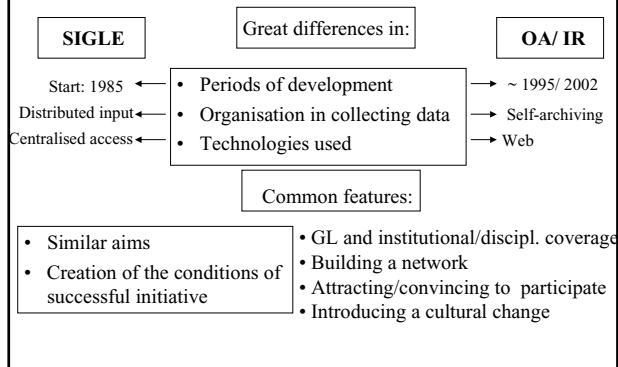 Great differences in:
SIGLE
OA/ IR
Start: 1985
• Periods of development
~ 1995/ 2002
Distributed input
• Organisation in collecting data
Self-archiving
Centralised access
• Technologies used
Web
Common features:
• Similar aims
• Creation of the conditions of
successful initiative
• GL and institutional/discipl. coverage
• Building a network
• Attracting/convincing to participate
• Introducing a cultural change